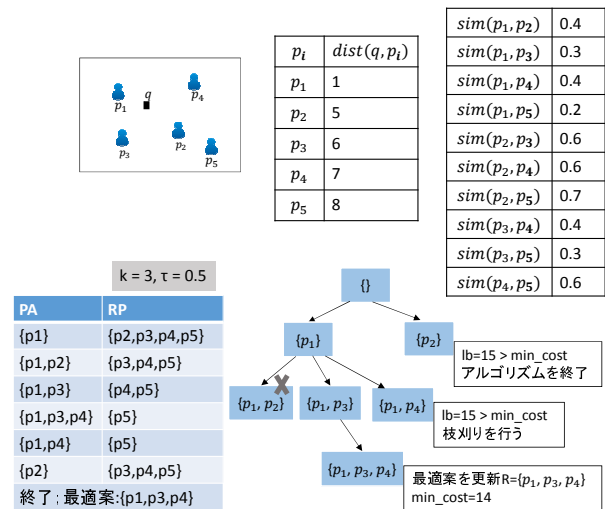 q
p₁
p₄
p₃
p₂
p₅
pᵢ dist(q, pᵢ)
p₁ 1
p₂ 5
p₃ 6
p₄ 7
p₅ 8
sim(p₁, p₂) 0.4
sim(p₁, p₃) 0.3
sim(p₁, p₄) 0.4
sim(p₁, p₅) 0.2
sim(p₂, p₃) 0.6
sim(p₂, p₄) 0.6
sim(p₂, p₅) 0.7
sim(p₃, p₄) 0.4
sim(p₃, p₅) 0.3
sim(p₄, p₅) 0.6
k = 3, τ = 0.5
PA RP
{p1} {p2,p3,p4,p5}
{p1,p2} {p3,p4,p5}
{p1,p3} {p4,p5}
{p1,p3,p4} {p5}
{p1,p4} {p5}
{p2} {p3,p4,p5}
終了; 最適案:{p1,p3,p4}
{}
{p₁}
{p₂}
lb=15 > min_cost
アルゴリズムを終了
{p₁, p₂}
{p₁, p₃}
{p₁, p₄}
lb=15 > min_cost
枝刈りを行う
{p₁, p₃, p₄}
最適案を更新R={p₁, p₃, p₄}
min_cost=14